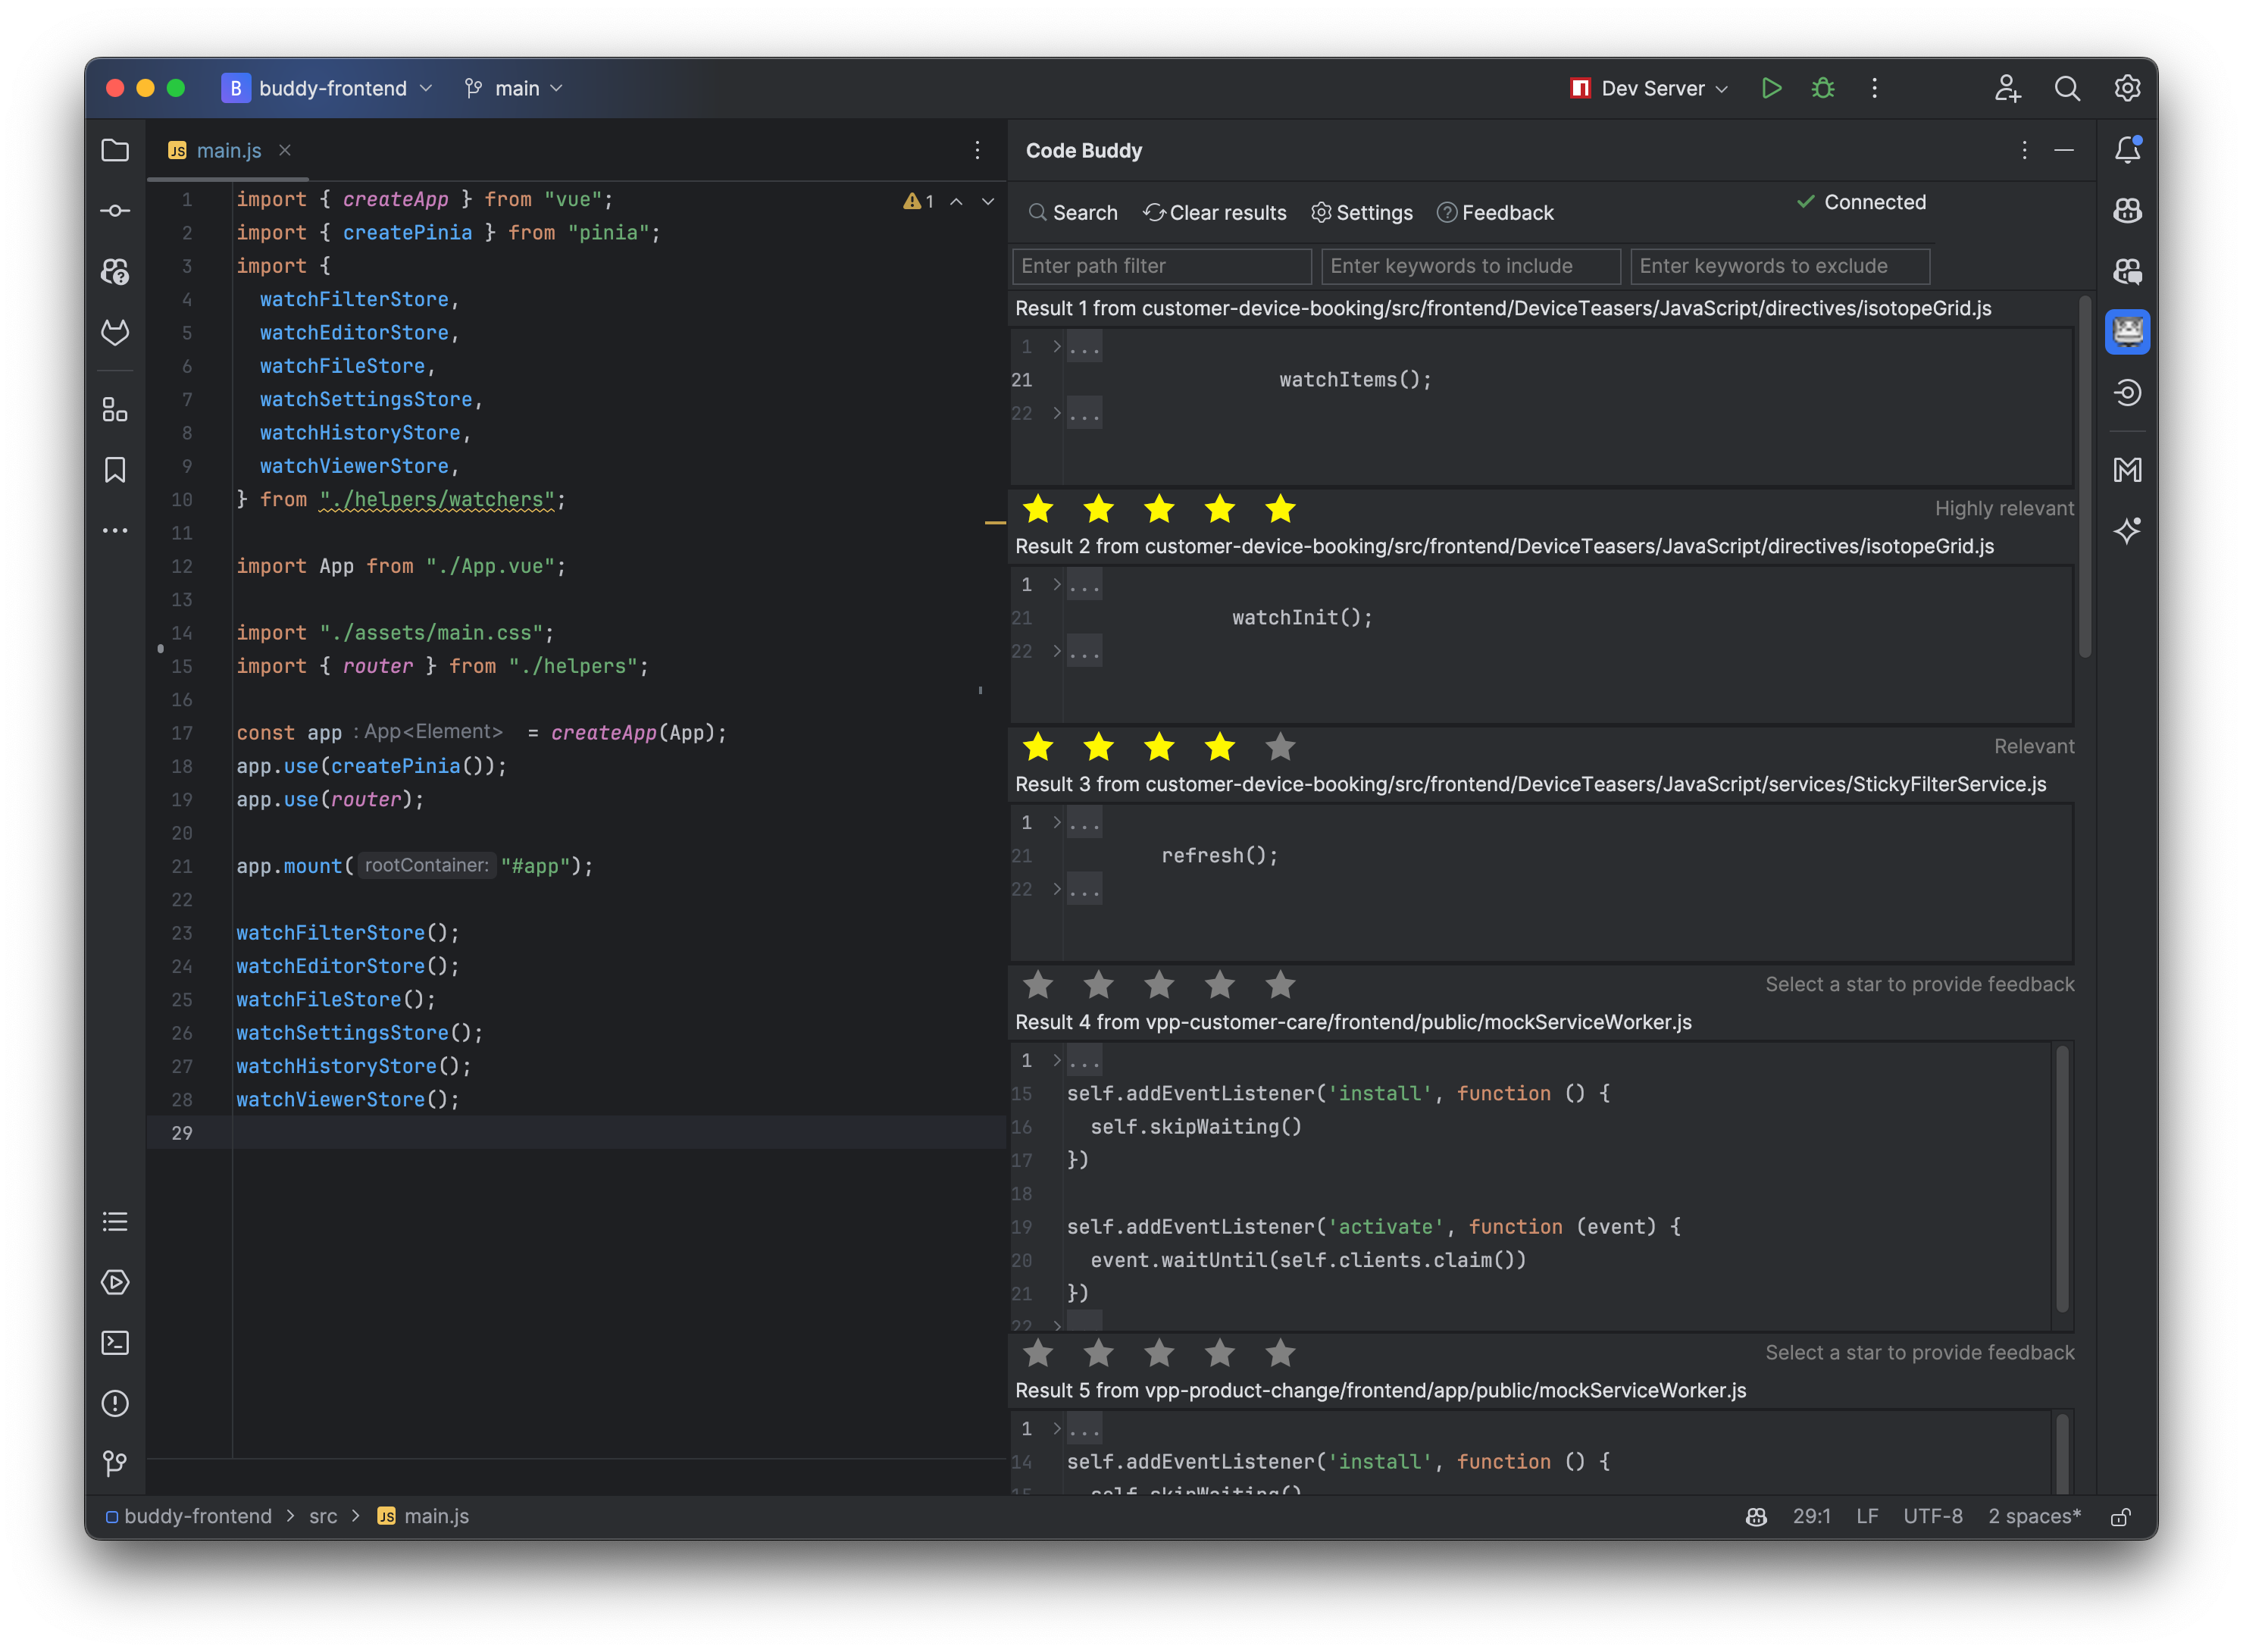 B buddy-frontend main Dev Server
JS main.js
1 import { createApp } from "vue";
2 import { createPinia } from "pinia";
3 import {
4 watchFilterStore,
5 watchEditorStore,
6 watchFileStore,
7 watchSettingsStore,
8 watchHistoryStore,
9 watchViewerStore,
10 } from "./helpers/watchers";
11
12 import App from "./App.vue";
13
14 import "./assets/main.css";
15 import { router } from "./helpers";
16
17 const app : App<Element> = createApp(App);
18 app.use(createPinia());
19 app.use(router);
20
21 app.mount( rootContainer: "#app");
22
23 watchFilterStore();
24 watchEditorStore();
25 watchFileStore();
26 watchSettingsStore();
27 watchHistoryStore();
28 watchViewerStore();
29
1
Code Buddy
Search Clear results Settings Feedback Connected
Enter path filter Enter keywords to include Enter keywords to exclude
Result 1 from customer-device-booking/src/frontend/DeviceTeasers/JavaScript/directives/isotopeGrid.js
1 ...
21 watchItems();
22 ...
Highly relevant
Result 2 from customer-device-booking/src/frontend/DeviceTeasers/JavaScript/directives/isotopeGrid.js
1 ...
21 watchInit();
22 ...
Relevant
Result 3 from customer-device-booking/src/frontend/DeviceTeasers/JavaScript/services/StickyFilterService.js
1 ...
21 refresh();
22 ...
Select a star to provide feedback
Result 4 from vpp-customer-care/frontend/public/mockServiceWorker.js
1 ...
15 self.addEventListener('install', function () {
16 self.skipWaiting()
17 })
18
19 self.addEventListener('activate', function (event) {
20 event.waitUntil(self.clients.claim())
21 })
22
Select a star to provide feedback
Result 5 from vpp-product-change/frontend/app/public/mockServiceWorker.js
1 ...
14 self.addEventListener('install', function () {
15 self.skipWaiting()
buddy-frontend > src > JS main.js
29:1 LF UTF-8 2 spaces*